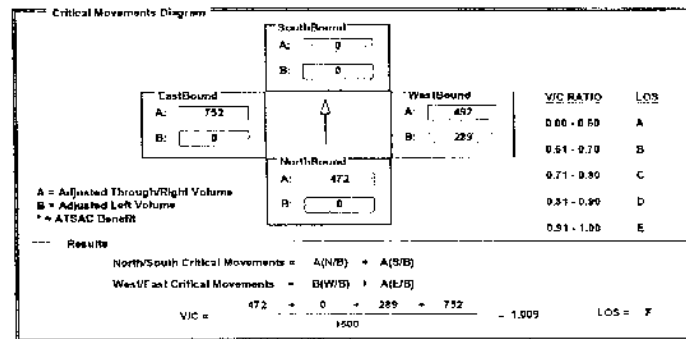 Critical Movements Diagram
SouthBound
A: 0
B: 0
EastBound
A: 752
B: 0
WestBound
A: 492
B: 289
NorthBound
A: 472
B: 0
V/C RATIO LOS
0.00 - 0.60 A
0.61 - 0.70 B
0.71 - 0.80 C
0.81 - 0.90 D
0.91 - 1.00 E
A = Adjusted Through/Right Volume
B = Adjusted Left Volume
* = ATSAC Benefit
Results
North/South Critical Movements = A(N/B) + A(S/B)
West/East Critical Movements = B(W/B) + A(E/B)
V/C = 472 + 0 + 289 + 752 = 1.009 LOS = F
1500